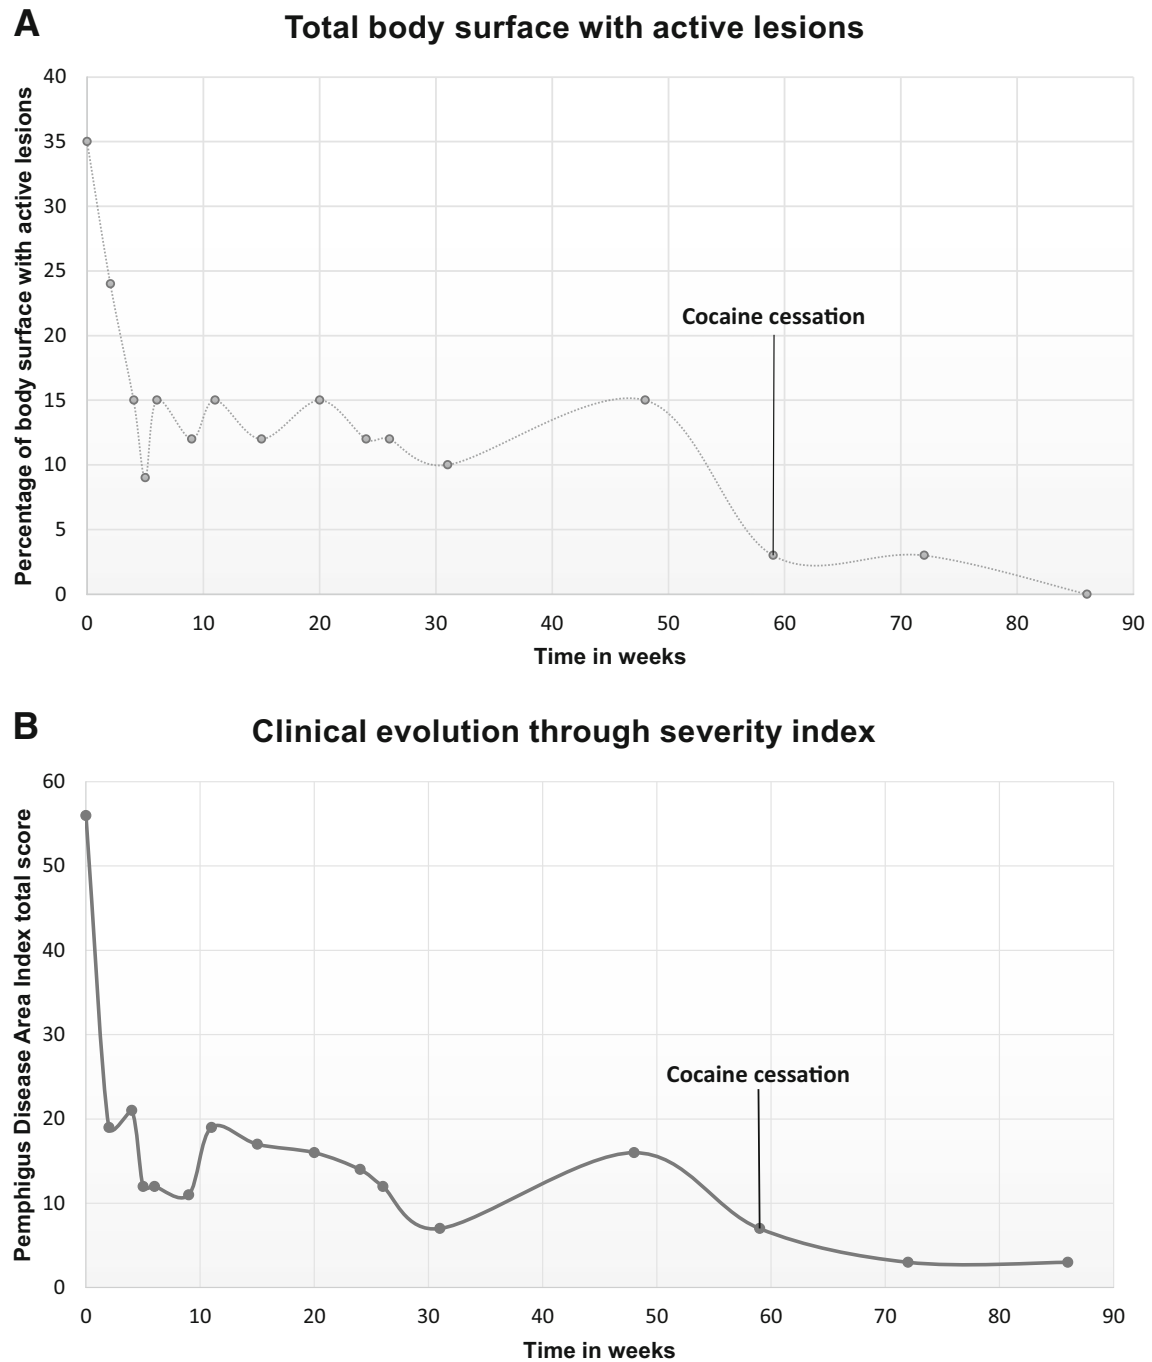 A
Total body surface with active lesions
Percentage of body surface with active lesions
40
35
30
25
20
15
10
5
0
Cocaine cessation
0 10 20 30 40 50 60 70 80 90
Time in weeks
B
Clinical evolution through severity index
Pemphigus Disease Area Index total score
60
50
40
30
20
10
0
Cocaine cessation
0 10 20 30 40 50 60 70 80 90
Time in weeks